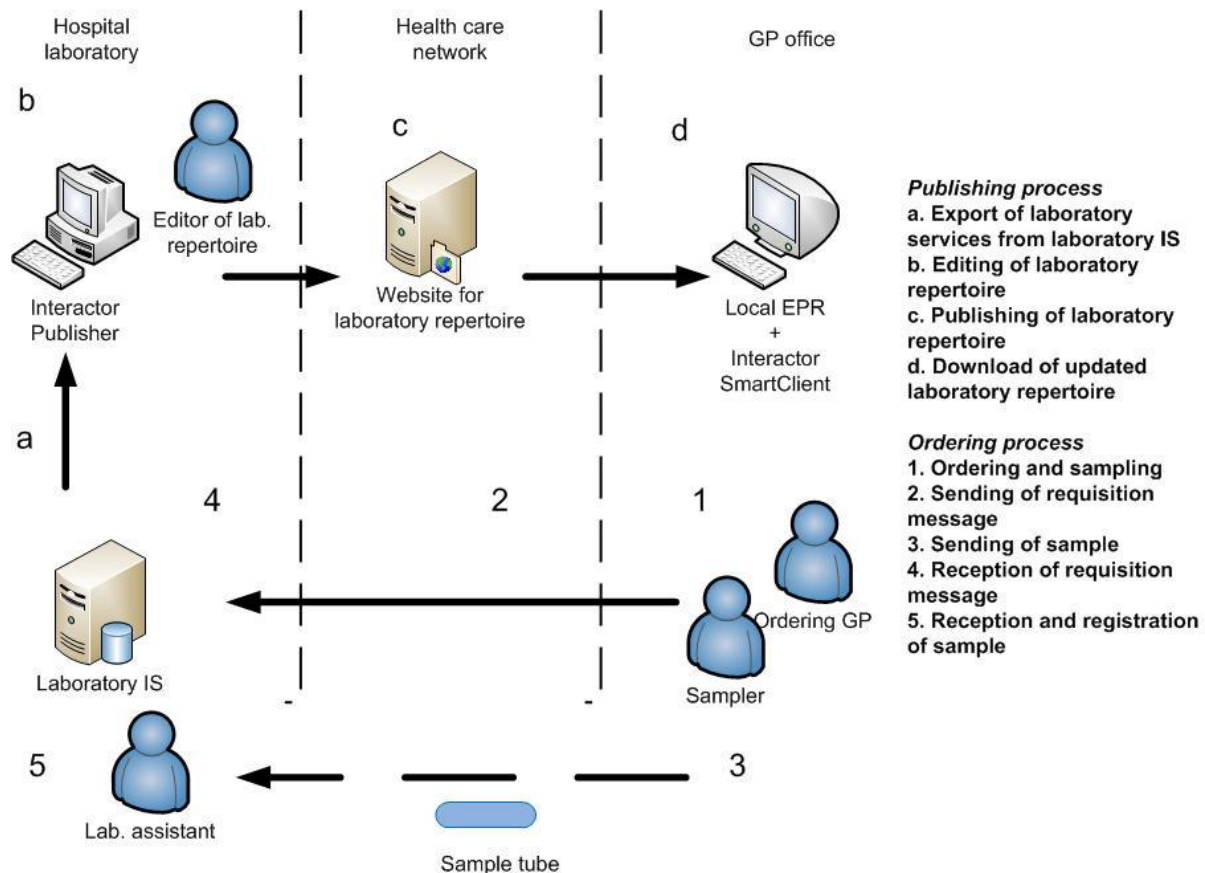 Hospital
laboratory
Health care
network
GP office
b
c
d
Editor of lab.
repertoire
Interactor
Publisher
Website for
laboratory repertoire
Local EPR
+
Interactor
SmartClient
a
4
2
1
Ordering GP
Laboratory IS
Sampler
-
-
5
3
Lab. assistant
Sample tube
Publishing process
a. Export of laboratory
services from laboratory IS
b. Editing of laboratory
repertoire
c. Publishing of laboratory
repertoire
d. Download of updated
laboratory repertoire
Ordering process
1. Ordering and sampling
2. Sending of requisition
message
3. Sending of sample
4. Reception of requisition
message
5. Reception and registration
of sample